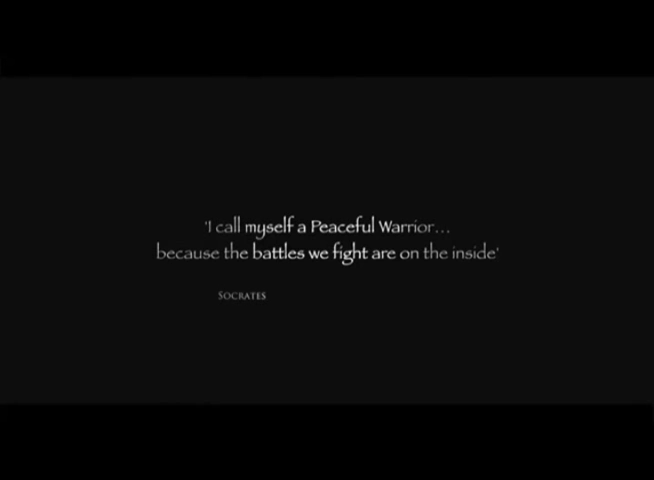 'I call myself a Peaceful Warrior...
because the battles we fight are on the inside'
Socrates